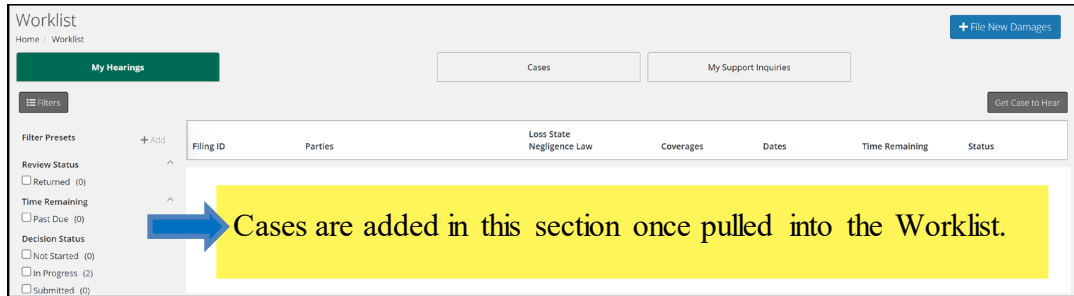 Worklist
+ File New Damages
Home / Worklist
My Hearings
Cases
My Support Inquiries
Filters
Get Case to Hear
Filter Presets
+ Add
Filing ID
Parties
Loss State
Negligence Law
Coverages
Dates
Time Remaining
Status
Review Status
Returned (0)
Time Remaining
Past Due (0)
Decision Status
Not Started (0)
In Progress (2)
Submitted (0)
Cases are added in this section once pulled into the Worklist.